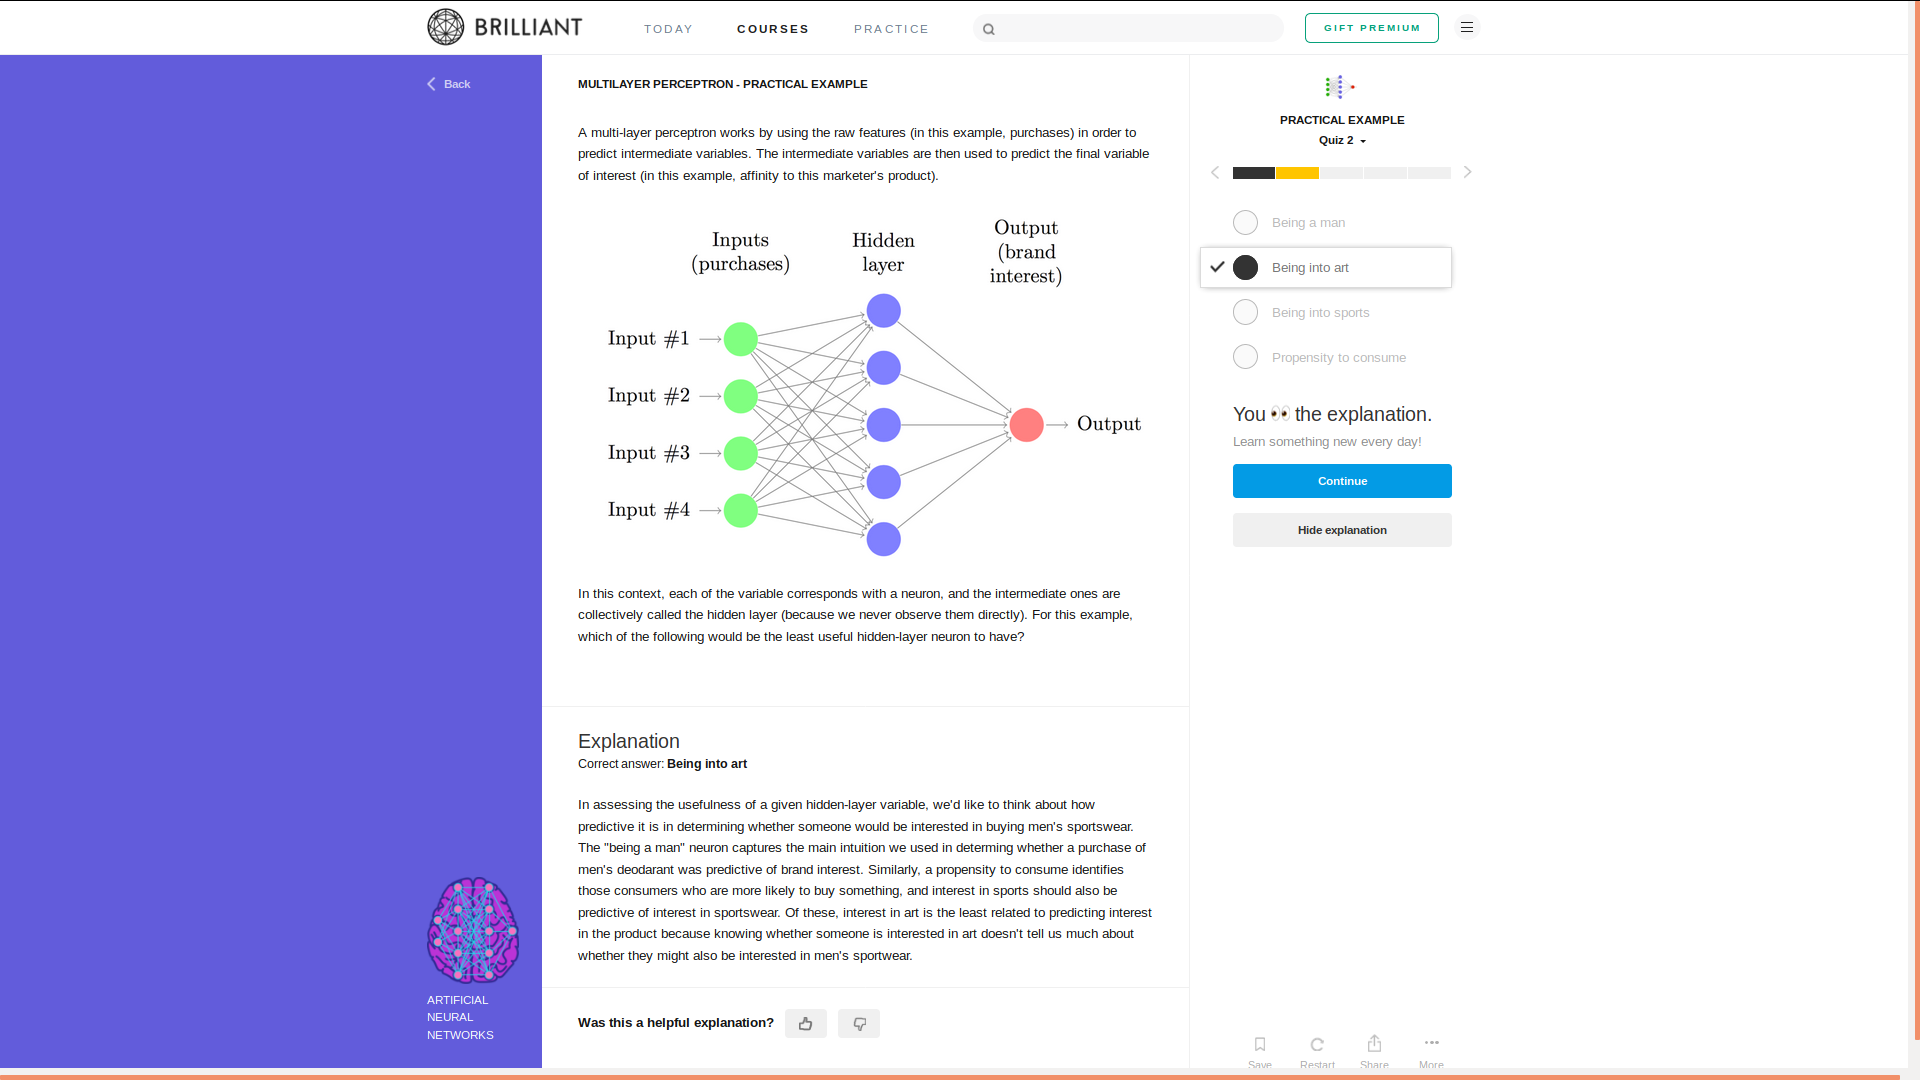 BRILLIANT
TODAY
COURSES
PRACTICE
GIFT PREMIUM
Back
MULTILAYER PERCEPTRON - PRACTICAL EXAMPLE
A multi-layer perceptron works by using the raw features (in this example, purchases) in order to
predict intermediate variables. The intermediate variables are then used to predict the final variable
of interest (in this example, affinity to this marketer's product).
Inputs
(purchases)
Hidden
layer
Output
(brand
interest)
Input #1
Input #2
Input #3
Input #4
Output
In this context, each of the variable corresponds with a neuron, and the intermediate ones are
collectively called the hidden layer (because we never observe them directly). For this example,
which of the following would be the least useful hidden-layer neuron to have?
Explanation
Correct answer: Being into art
In assessing the usefulness of a given hidden-layer variable, we'd like to think about how
predictive it is in determining whether someone would be interested in buying men's sportswear.
The "being a man" neuron captures the main intuition we used in determing whether a purchase of
men's deodarant was predictive of brand interest. Similarly, a propensity to consume identifies
those consumers who are more likely to buy something, and interest in sports should also be
predictive of interest in sportswear. Of these, interest in art is the least related to predicting interest
in the product because knowing whether someone is interested in art doesn't tell us much about
whether they might also be interested in men's sportwear.
Was this a helpful explanation?
ARTIFICIAL
NEURAL
NETWORKS
PRACTICAL EXAMPLE
Quiz 2
Being a man
Being into art
Being into sports
Propensity to consume
You 👀 the explanation.
Learn something new every day!
Continue
Hide explanation
Save
Restart
Share
More